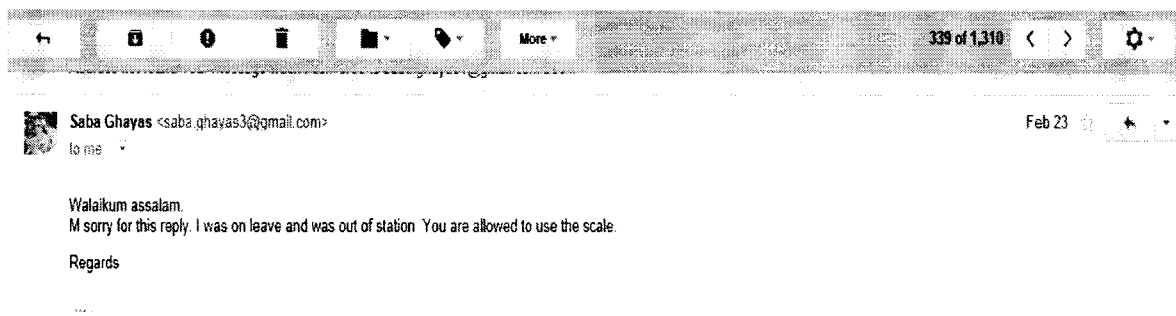 More
339 of 1,310
Saba Ghayas <saba.ghayas3@gmail.com>
Feb 23
to me
Walaikum assalam.
M sorry for this reply. I was on leave and was out of station You are allowed to use the scale.
Regards